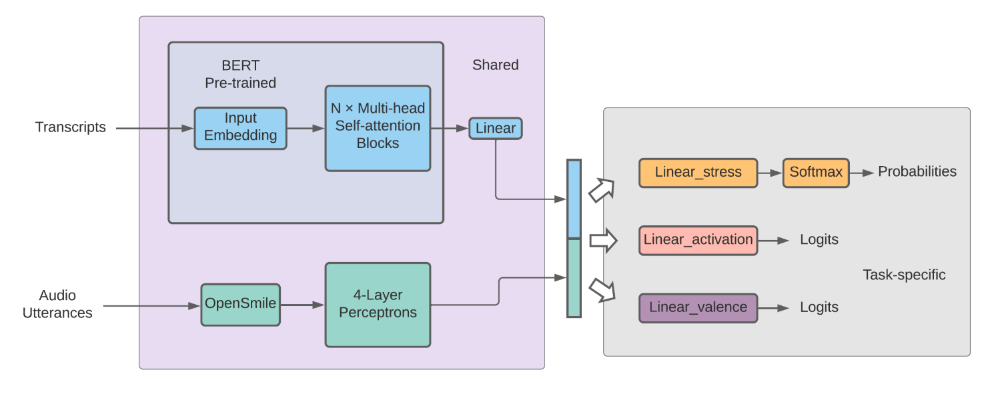 BERT
Pre-trained
Shared
Transcripts
Input
Embedding
N × Multi-head
Self-attention
Blocks
Linear
Linear_stress
Softmax
Probabilities
Linear_activation
Logits
Task-specific
Audio
Utterances
OpenSmile
4-Layer
Perceptrons
Linear_valence
Logits